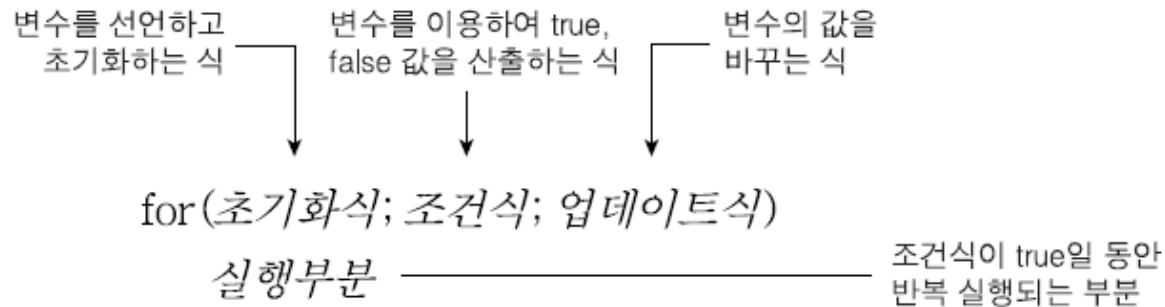 변수를 선언하고
초기화하는 식
변수를 이용하여 true,
false 값을 산출하는 식
변수의 값을
바꾸는 식
for(초기화식; 조건식; 업데이트식)
실행부분
조건식이 true일 동안
반복 실행되는 부분